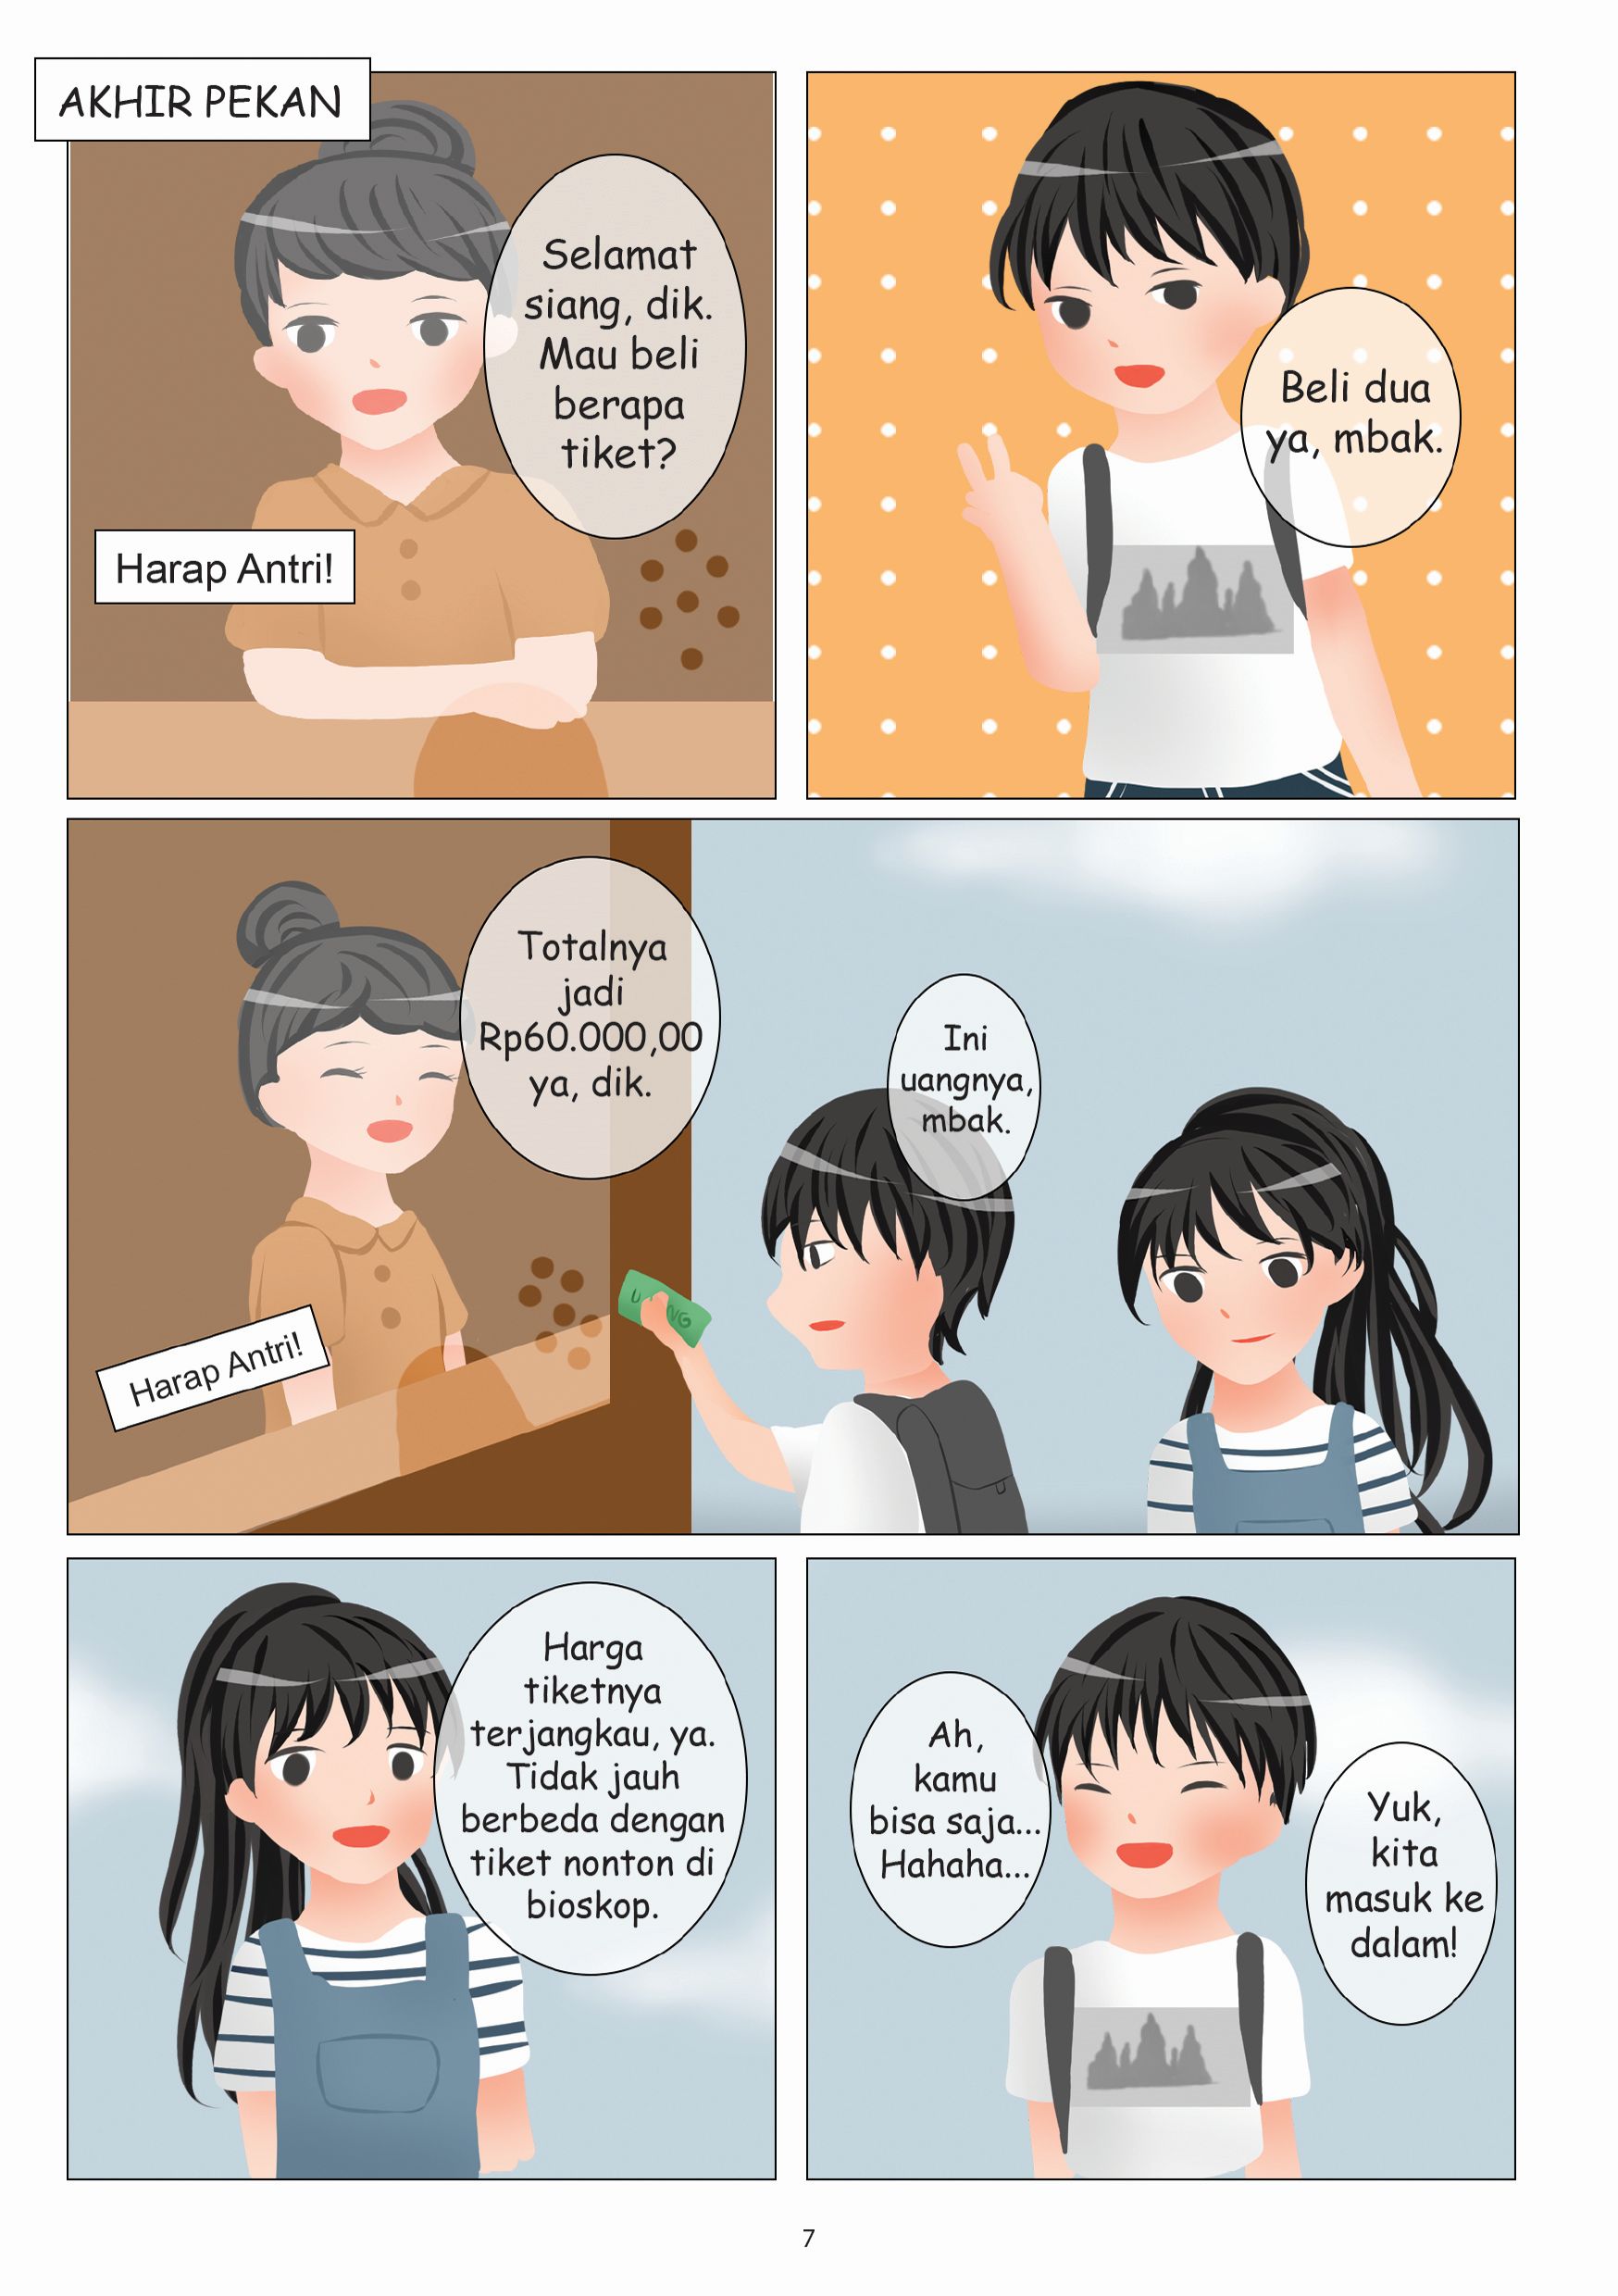 AKHIR PEKAN
Selamat
siang, dik.
Mau beli
berapa
tiket?
Harap Antri!
Beli dua
ya, mbak.
Totalnya
jadi
Rp60.000,00
ya, dik.
Ini
uangnya,
mbak.
UANG
Harap Antri!
Harga
tiketnya
terjangkau, ya.
Tidak jauh
berbeda dengan
tiket nonton di
bioskop.
Ah,
kamu
bisa saja...
Hahaha...
Yuk,
kita
masuk ke
dalam!
7